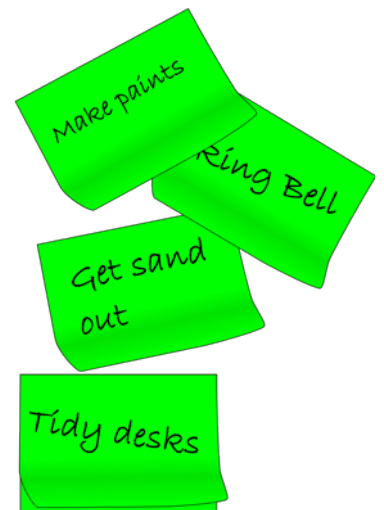 Make paints
Ring Bell
Get sand
out
Tidy desks